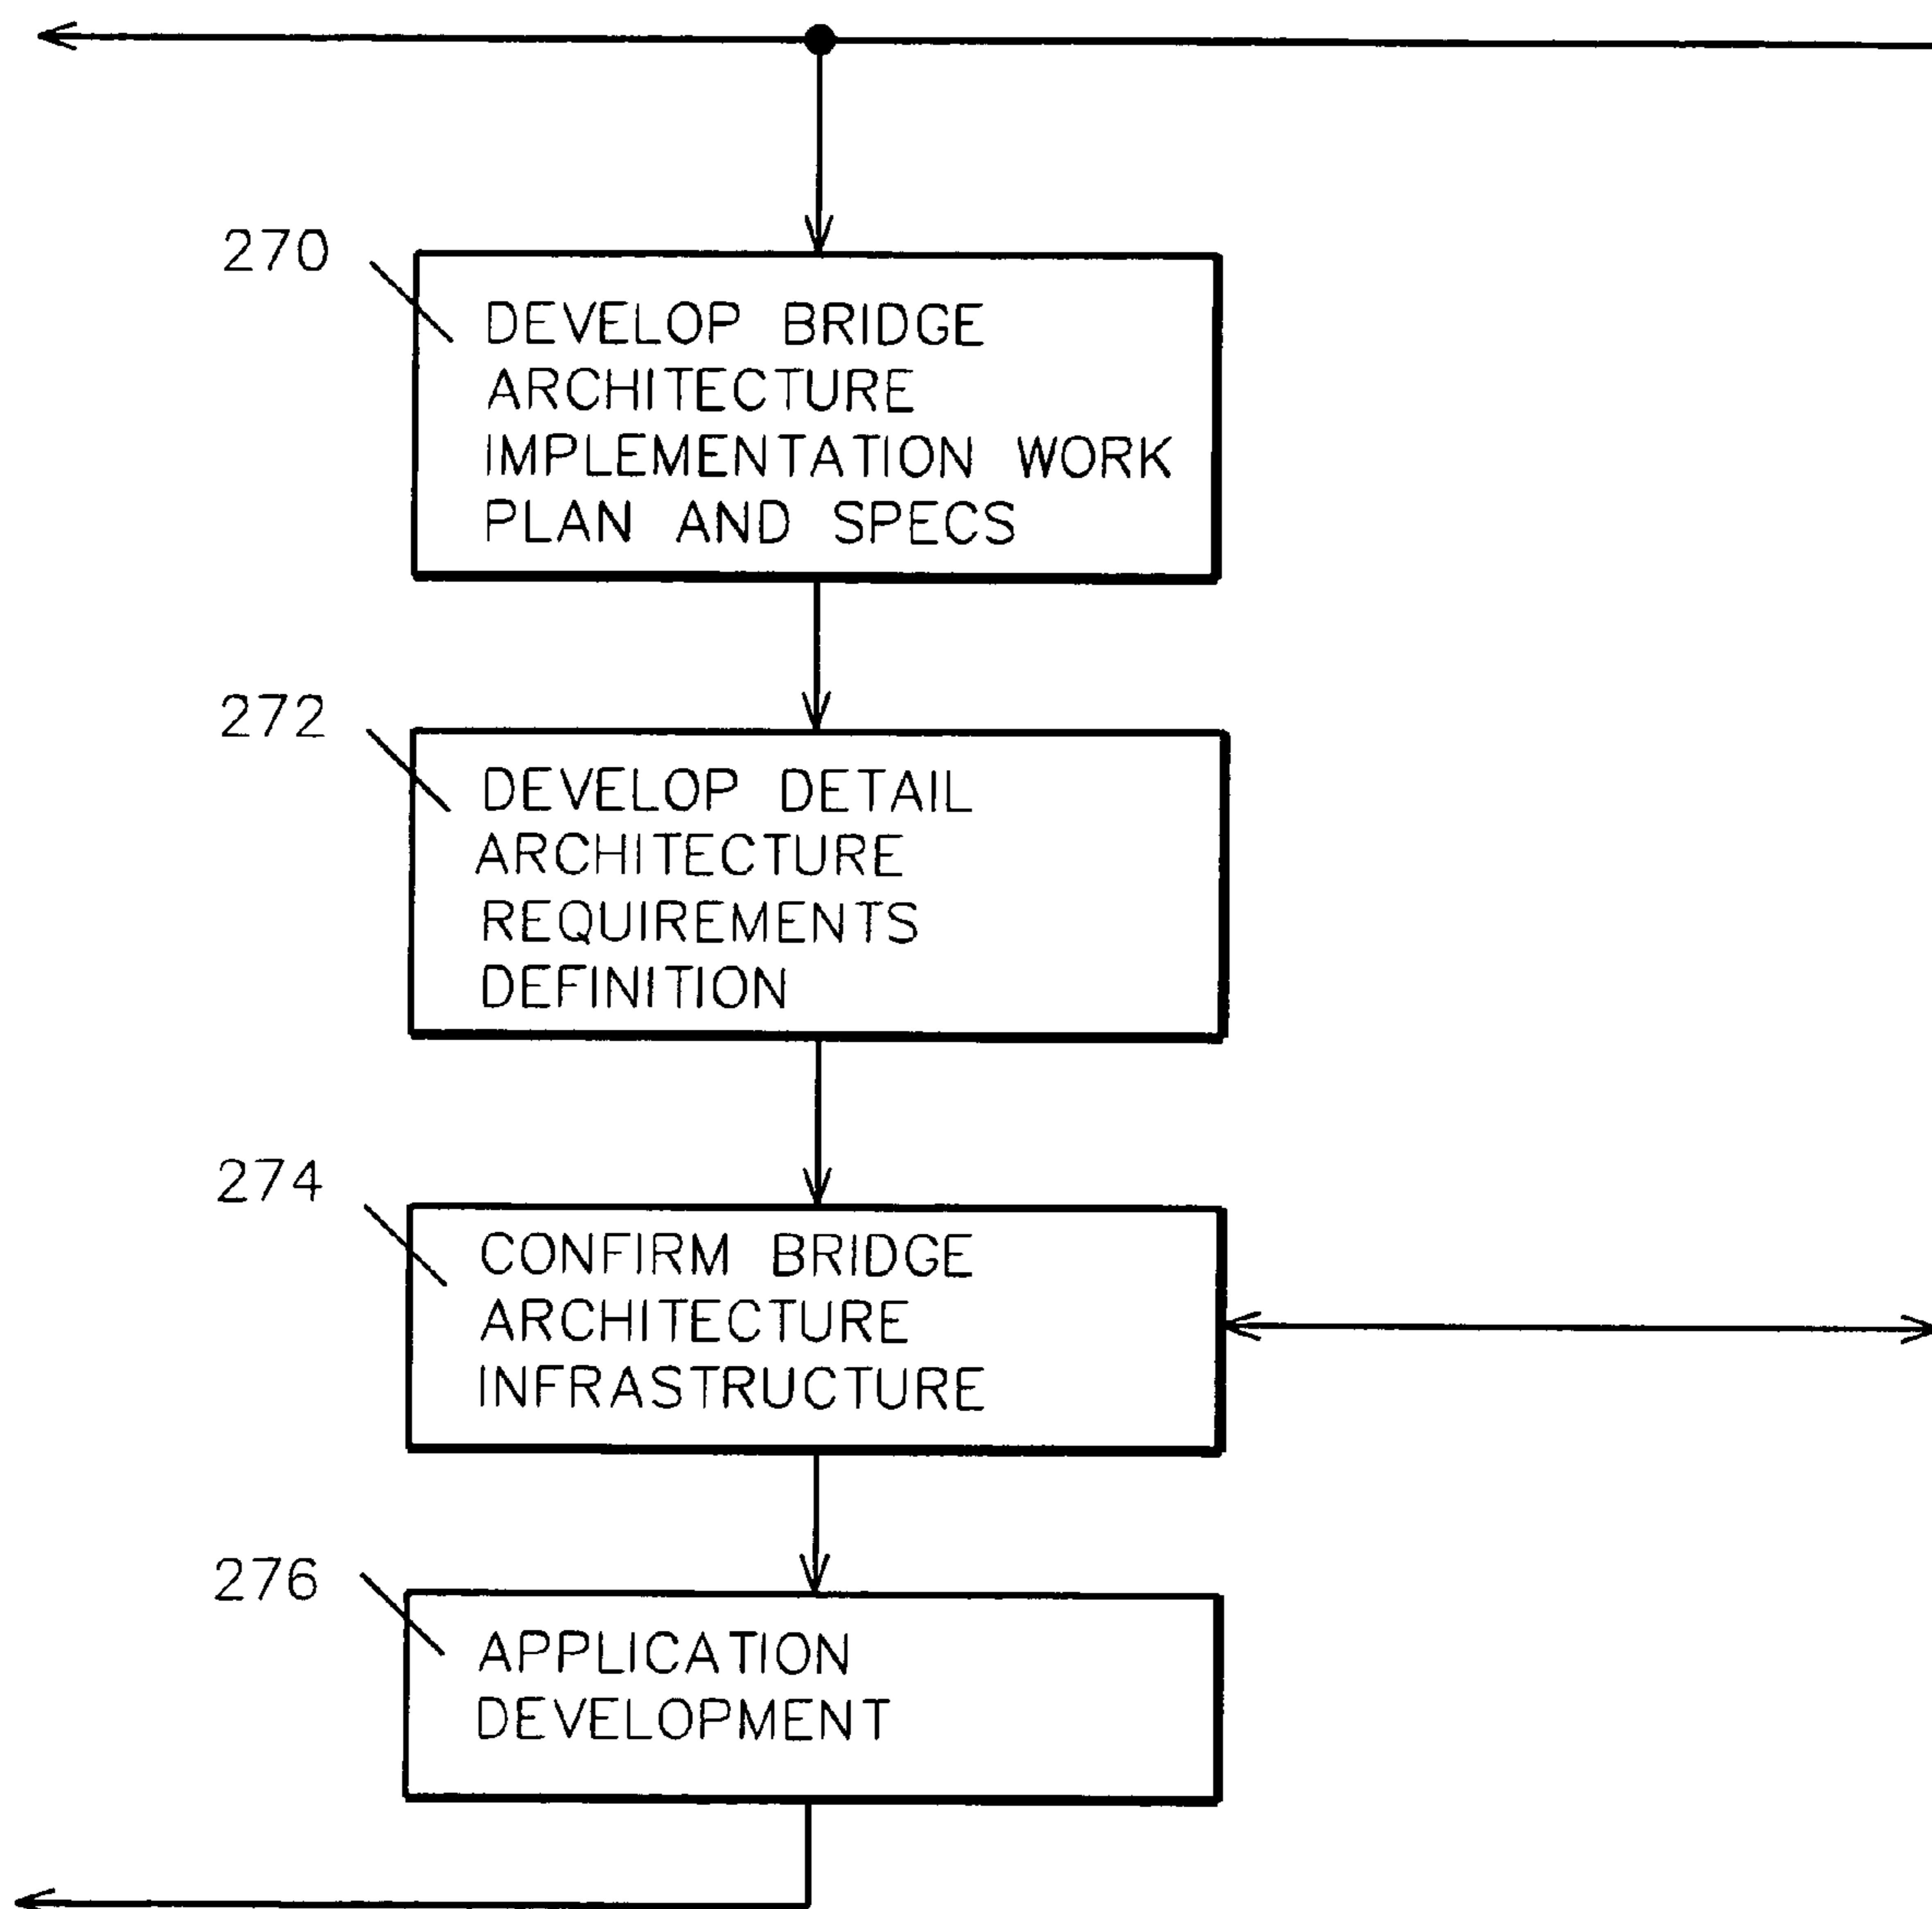 270
DEVELOP BRIDGE
ARCHITECTURE
IMPLEMENTATION WORK
PLAN AND SPECS
272
DEVELOP DETAIL
ARCHITECTURE
REQUIREMENTS
DEFINITION
274
CONFIRM BRIDGE
ARCHITECTURE
INFRASTRUCTURE
276
APPLICATION
DEVELOPMENT